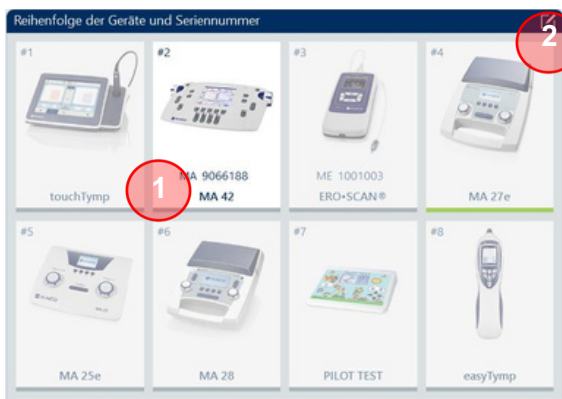 Reihenfolge der Geräte und Seriennummer
2
#1
#2
#3
#4
MA 9066188
ME 1001003
touchTymp
1
MA 42
ERO•SCAN®
MA 27e
#5
#6
#7
#8
MA 25e
MA 28
PILOT TEST
easyTymp